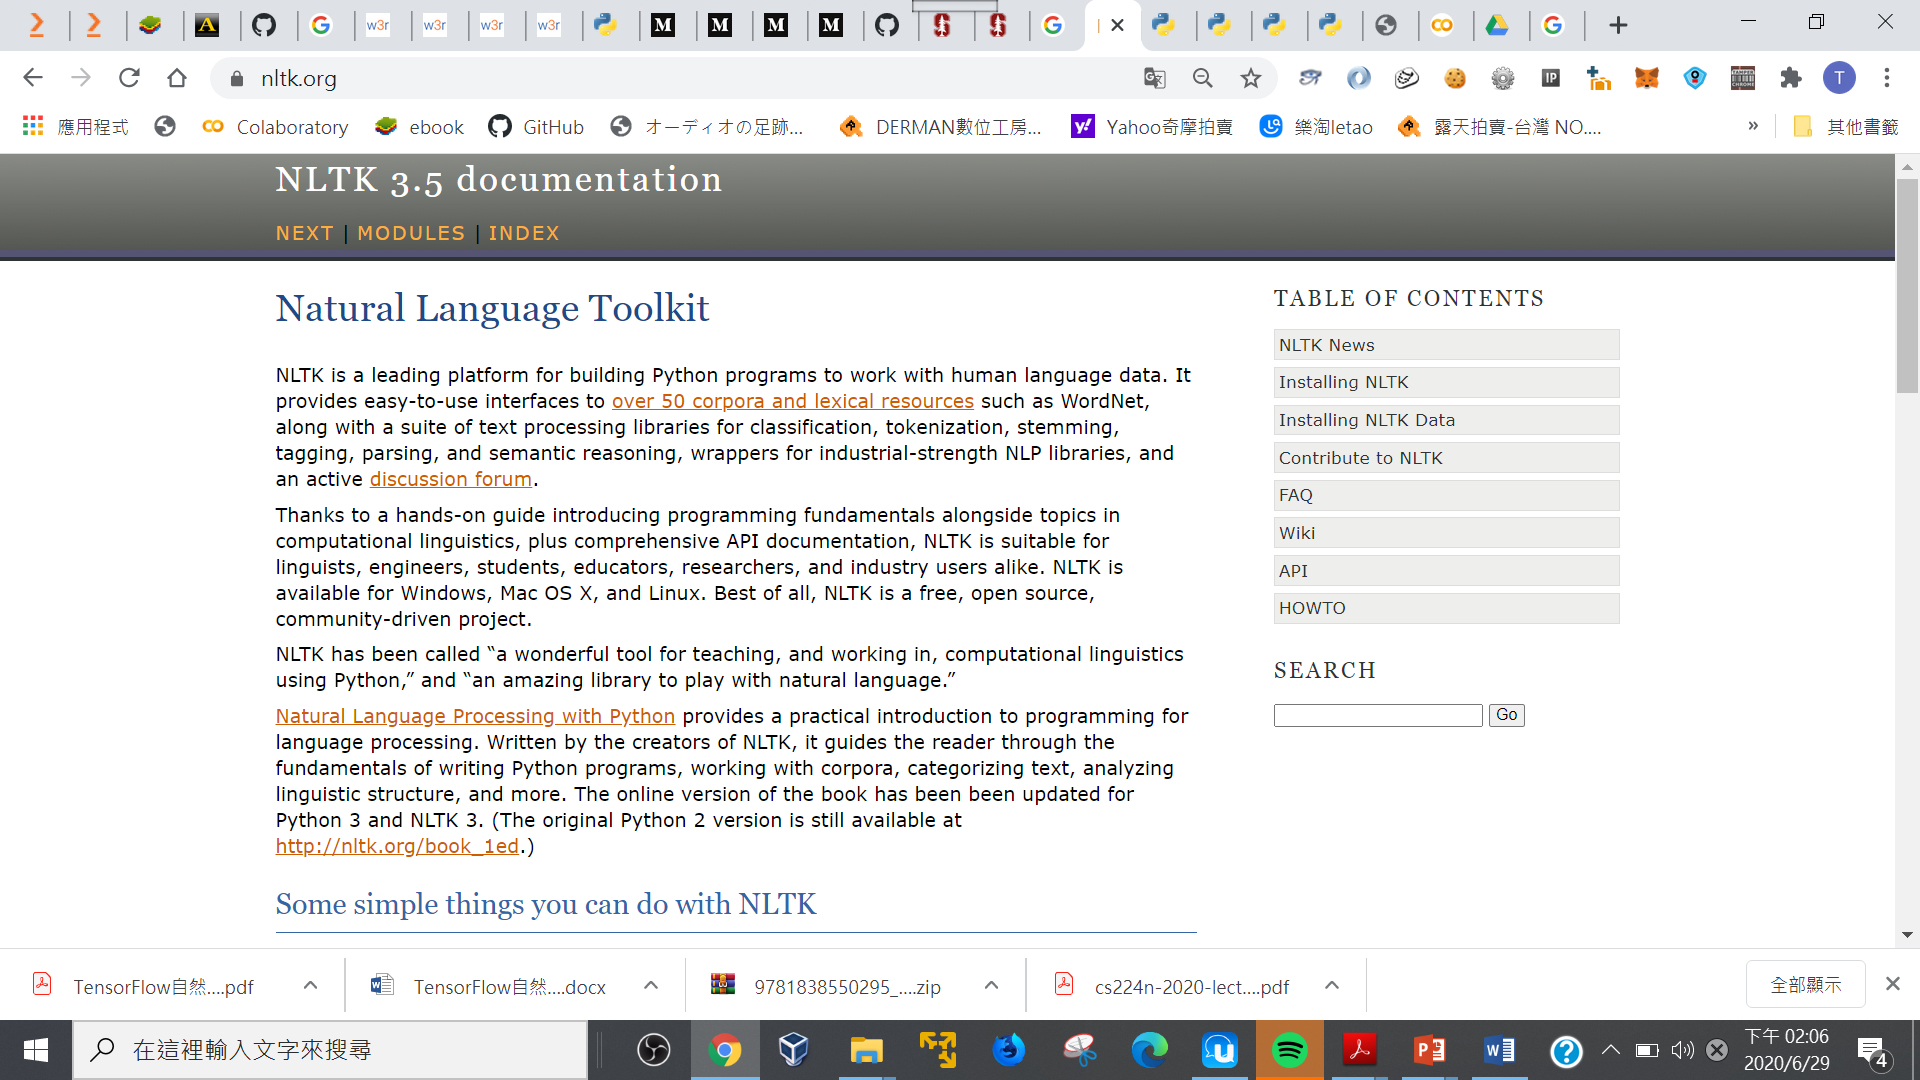 w3r
w3r
w3r
w3r
nltk.org
T
應用程式
Colaboratory
ebook
GitHub
オーディオの足跡...
DERMAN數位工房...
Yahoo奇摩拍賣
樂淘letao
露天拍賣-台灣 NO....
»
其他書籤
NLTK 3.5 documentation
NEXT | MODULES | INDEX
Natural Language Toolkit
NLTK is a leading platform for building Python programs to work with human language data. It
provides easy-to-use interfaces to over 50 corpora and lexical resources such as WordNet,
along with a suite of text processing libraries for classification, tokenization, stemming,
tagging, parsing, and semantic reasoning, wrappers for industrial-strength NLP libraries, and
an active discussion forum.
Thanks to a hands-on guide introducing programming fundamentals alongside topics in
computational linguistics, plus comprehensive API documentation, NLTK is suitable for
linguists, engineers, students, educators, researchers, and industry users alike. NLTK is
available for Windows, Mac OS X, and Linux. Best of all, NLTK is a free, open source,
community-driven project.
NLTK has been called “a wonderful tool for teaching, and working in, computational linguistics
using Python,” and “an amazing library to play with natural language.”
Natural Language Processing with Python provides a practical introduction to programming for
language processing. Written by the creators of NLTK, it guides the reader through the
fundamentals of writing Python programs, working with corpora, categorizing text, analyzing
linguistic structure, and more. The online version of the book has been been updated for
Python 3 and NLTK 3. (The original Python 2 version is still available at
http://nltk.org/book_1ed.)
Some simple things you can do with NLTK
TABLE OF CONTENTS
NLTK News
Installing NLTK
Installing NLTK Data
Contribute to NLTK
FAQ
Wiki
API
HOWTO
SEARCH
Go
TensorFlow自然....pdf
TensorFlow自然....docx
9781838550295_....zip
cs224n-2020-lect....pdf
全部顯示
在這裡輸入文字來搜尋
下午 02:06
2020/6/29
4